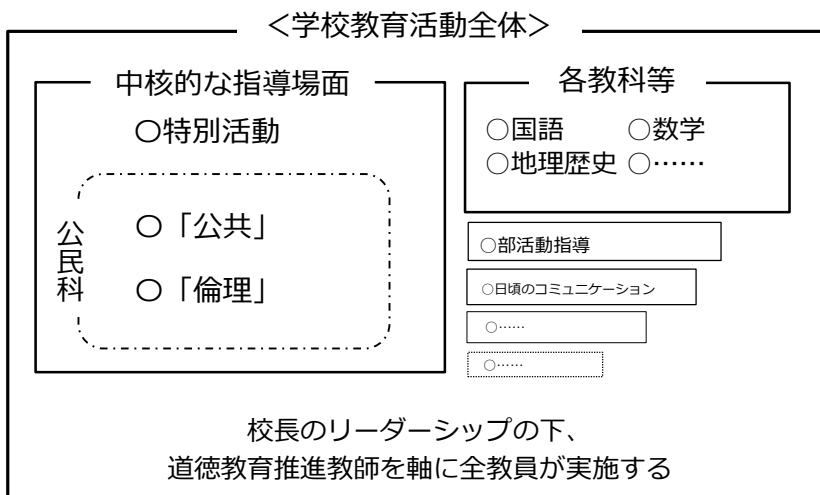 ＜学校教育活動全体＞
中核的な指導場面
○特別活動
公民科
○「公共」
○「倫理」
各教科等
○国語 ○数学
○地理歴史 ○……
○部活動指導
○日頃のコミュニケーション
○……
○……
校長のリーダーシップの下、
道徳教育推進教師を軸に全教員が実施する